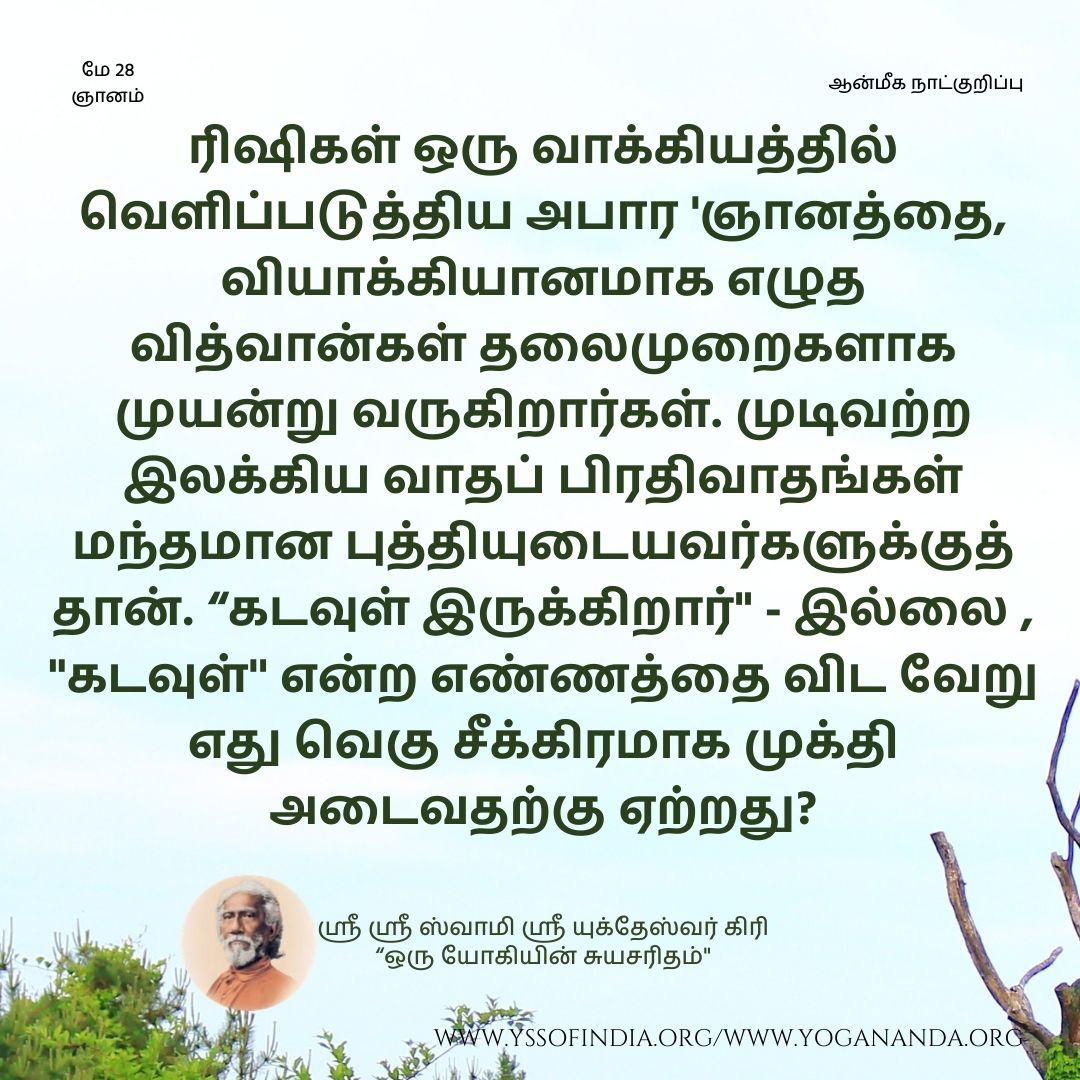 மே 28
ஞானம்
ஆன்மீக நாட்குறிப்பு
ரிஷிகள் ஒரு வாக்கியத்தில்
வெளிப்படுத்திய அபார 'ஞானத்தை,
வியாக்கியானமாக எழுத
வித்வான்கள் தலைமுறைகளாக
முயன்று வருகிறார்கள். முடிவற்ற
இலக்கிய வாதப் பிரதிவாதங்கள்
மந்தமான புத்தியுடையவர்களுக்குத்
தான். “கடவுள் இருக்கிறார்" - இல்லை ,
"கடவுள்" என்ற எண்ணத்தை விட வேறு
எது வெகு சீக்கிரமாக முக்தி
அடைவதற்கு ஏற்றது?
ஸ்ரீ ஸ்ரீ ஸ்வாமி ஸ்ரீ யுக்தேஸ்வர் கிரி
“ஒரு யோகியின் சுயசரிதம்"
WWW.YSSOFINDIA.ORG/WWW.YOGANANDA.ORG